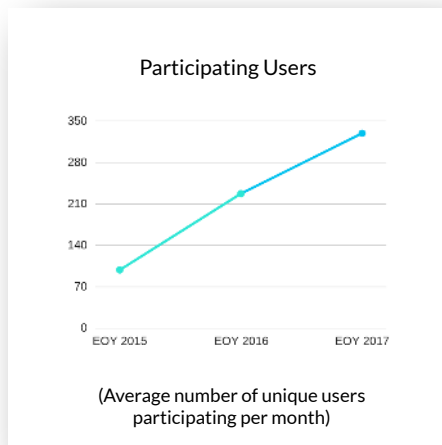 Participating Users
350
280
210
140
70
0
EOY 2015 EOY 2016 EOY 2017
(Average number of unique users
participating per month)